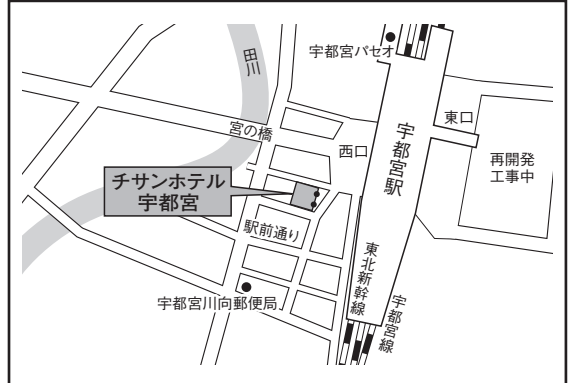 宇都宮パセオ
田川
宮の橋
西口
宇都宮駅
東口
再開発
工事中
チサンホテル
宇都宮
駅前通り
東北新幹線
宇都宮線
宇都宮川向郵便局